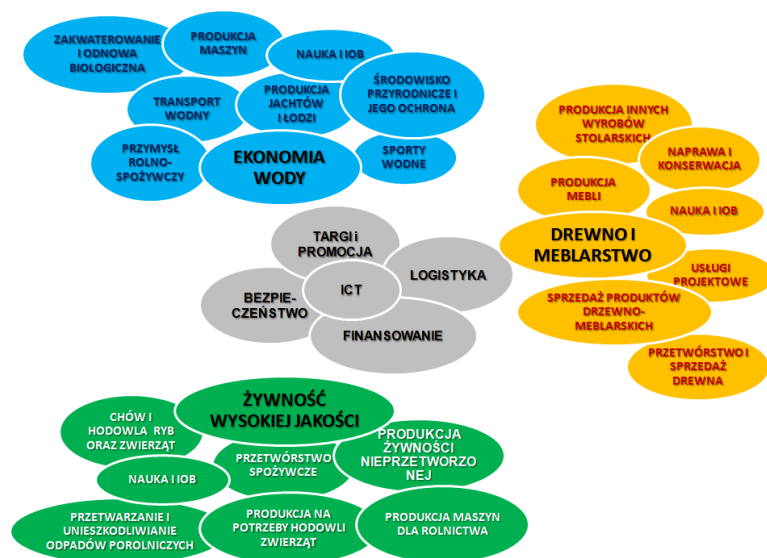 ZAKWATEROWANIE
I ODNOWA
BIOLOGICZNA
PRODUKCJA
MASZYN
NAUKA I IOB
ŚRODOWISKO
PRZYRODNICZE I
JEGO OCHRONA
TRANSPORT
WODNY
PRODUKCJA
JACHTÓW
I ŁODZI
PRZYMYSŁ
ROLNO-
SPOŻYWCZY
EKONOMIA
WODY
SPORTY
WODNE
PRODUKCJA INNYCH
WYROBÓW
STOLARSKICH
NAPRAWA I
KONSERWACJA
PRODUKCJA
MEBLI
NAUKA I IOB
DREWNO I
MEBLARSTWO
USŁUGI
PROJEKTOWE
SPRZEDAŻ PRODUKTÓW
DRZEWNO-
MEBLARSKICH
PRZETWÓRSTWO I
SPRZEDAŻ
DREWNA
TARGI i
PROMOCJA
LOGISTYKA
ICT
BEZPIE-
CZEŃSTWO
FINANSOWANIE
ŻYWNOŚĆ
WYSOKIEJ JAKOŚCI
CHÓW I
HODOWLA RYB
ORAZ ZWIERZĄT
PRZETWÓRSTWO
SPOŻYWCZE
PRODUKCJA
ŻYWNOŚCI
NIEPRZETWORZO
NEJ
NAUKA I IOB
PRZETWARZANIE I
UNIESZKODLIWIANIE
ODPADÓW POROLNICZYCH
PRODUKCJA NA
POTRZEBY HODOWLI
ZWIERZĄT
PRODUKCJA MASZYN
DLA ROLNICTWA